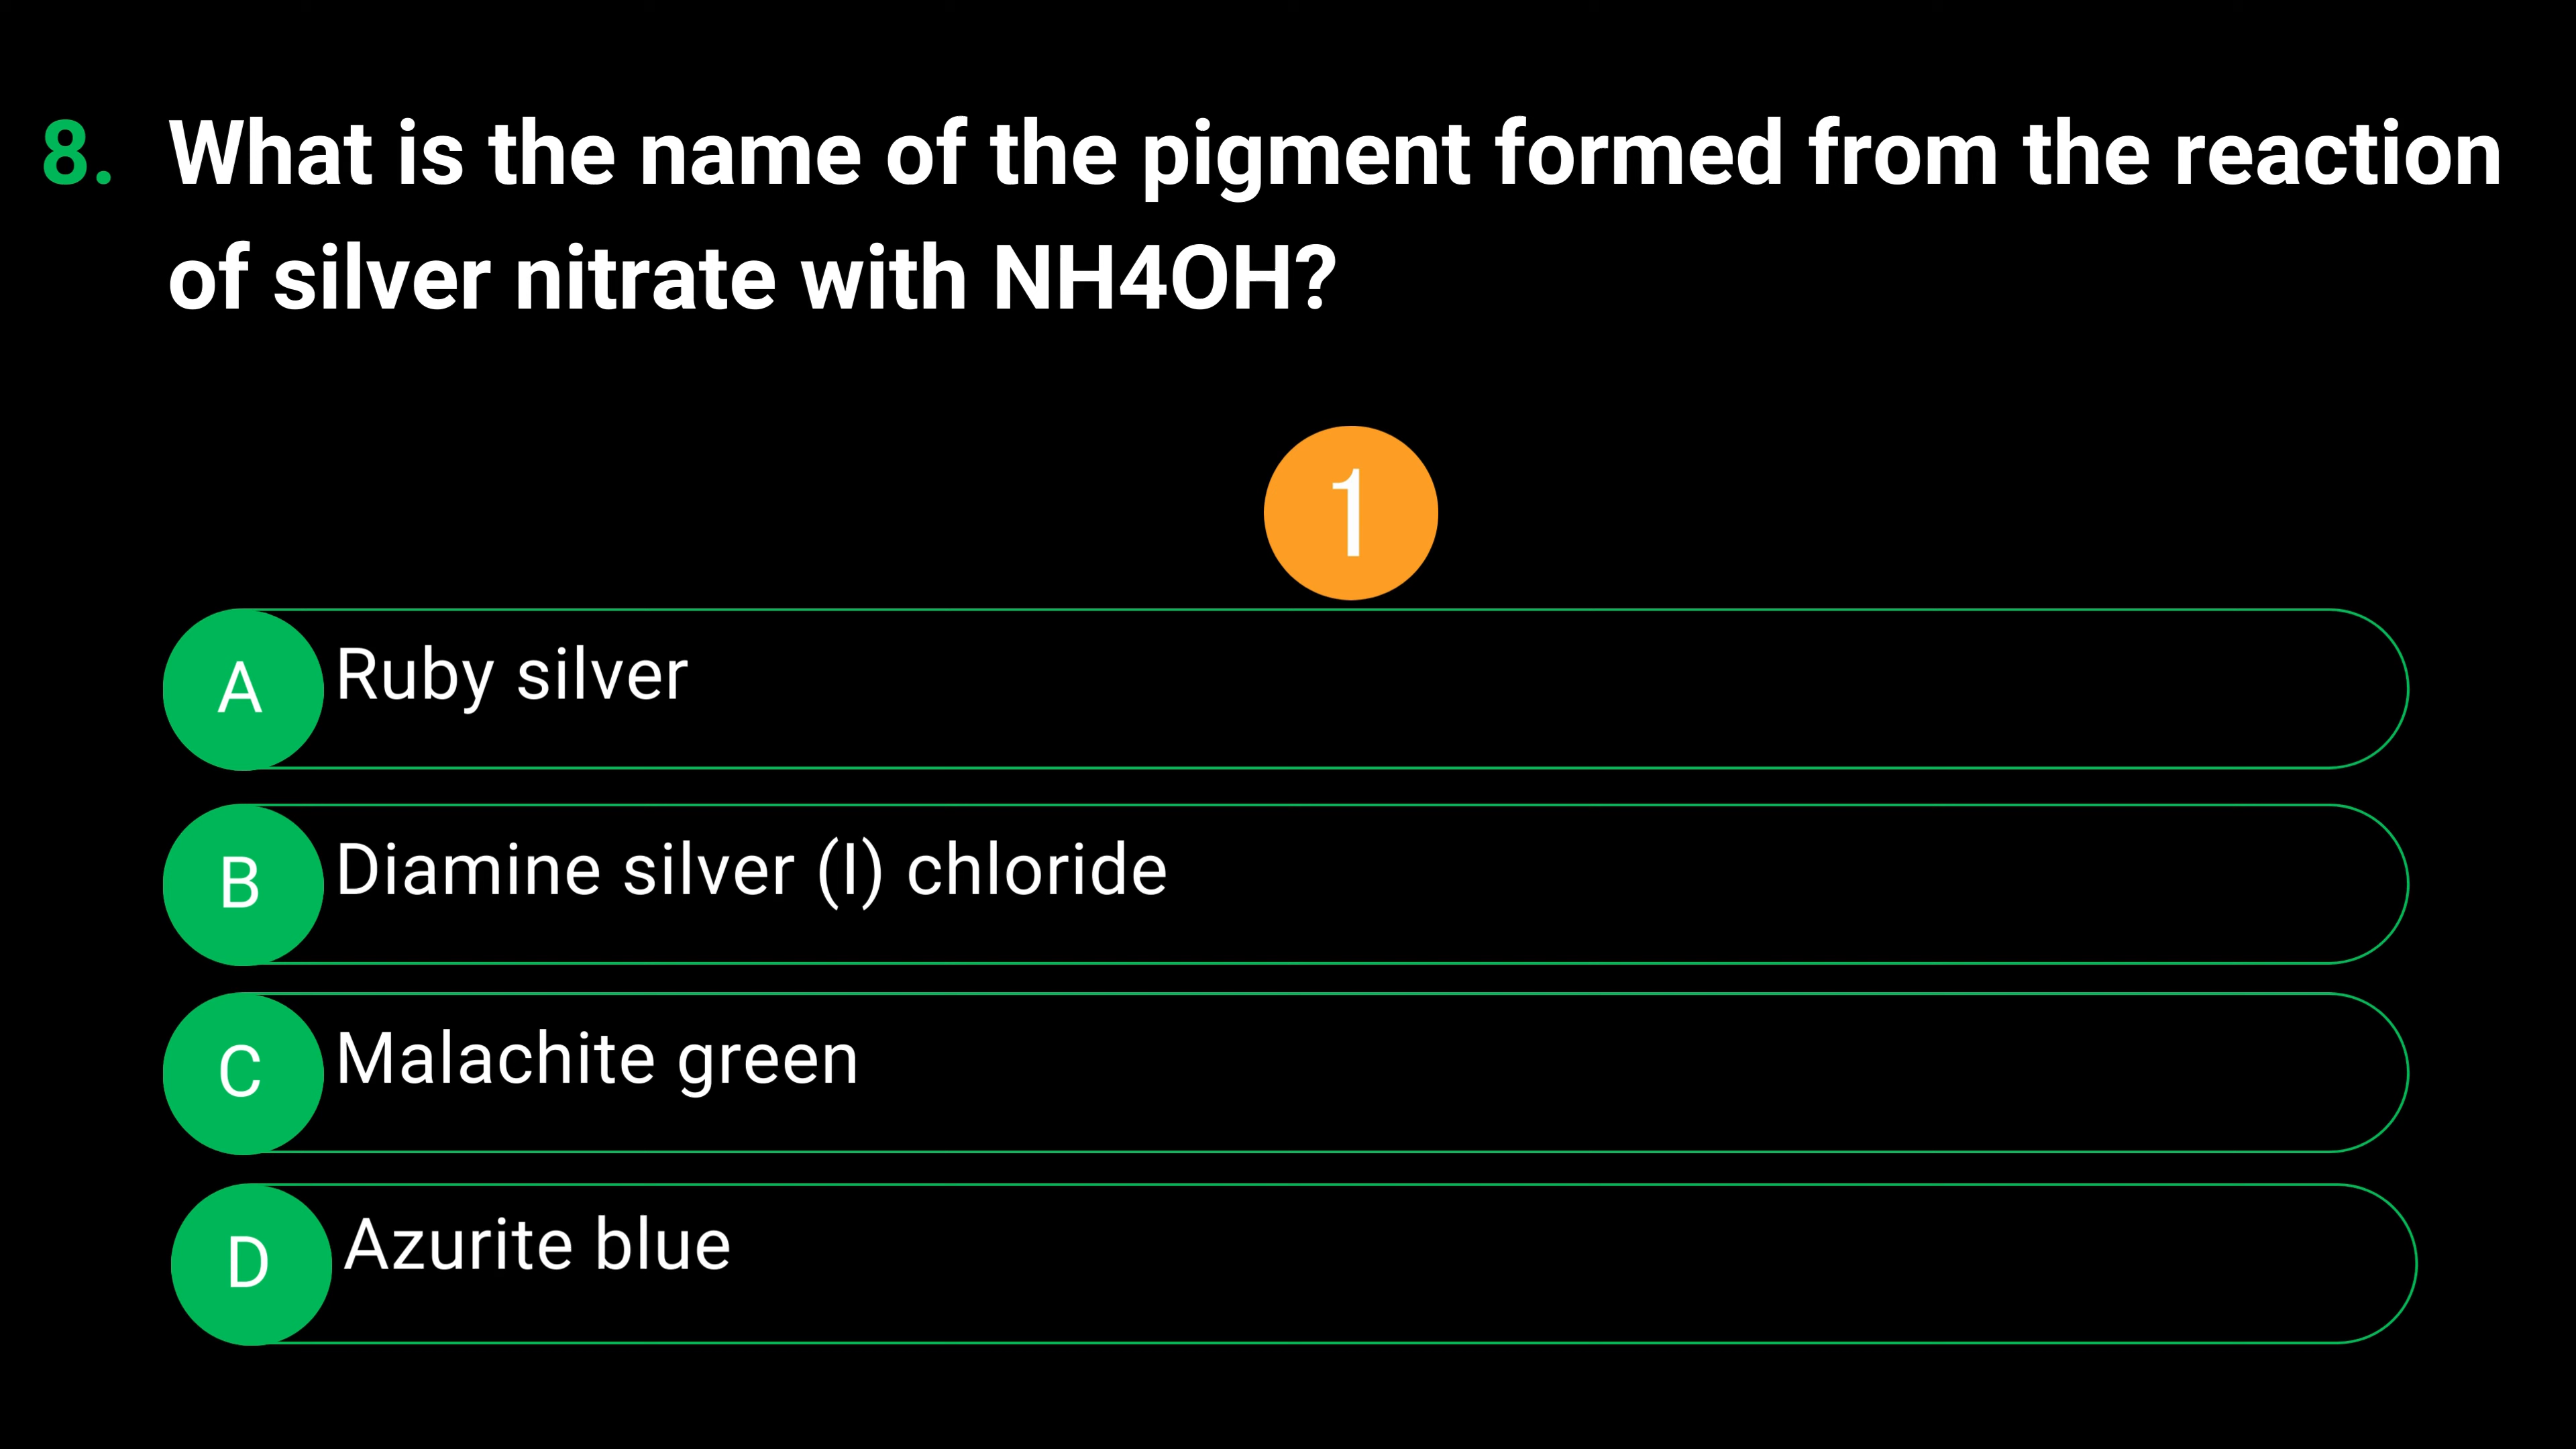 8. What is the name of the pigment formed from the reaction
of silver nitrate with NH4OH?
1
A Ruby silver
B Diamine silver (I) chloride
C Malachite green
D Azurite blue